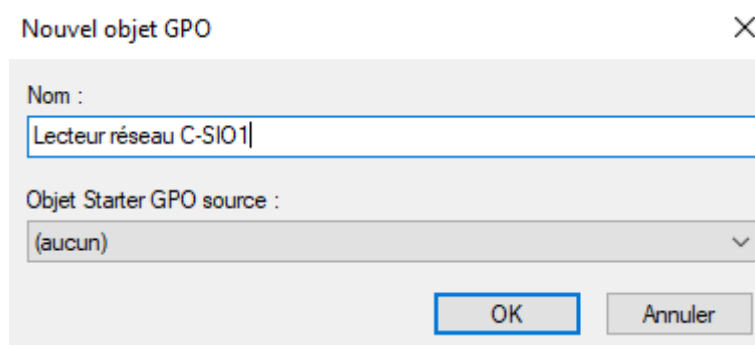 Nouvel objet GPO
Nom :
Lecteur réseau C-SIO1
Objet Starter GPO source :
(aucun)
OK
Annuler